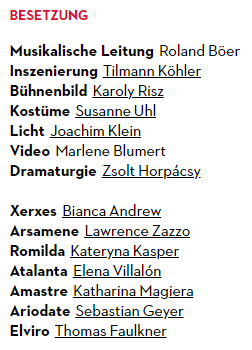 BESETZUNG
Musikalische Leitung Roland Böer
Inszenierung Tilmann Köhler
Bühnenbild Karoly Risz
Kostüme Susanne Uhl
Licht Joachim Klein
Video Marlene Blumert
Dramaturgie Zsolt Horpácsy
Xerxes Bianca Andrew
Arsamene Lawrence Zazzo
Romilda Kateryna Kasper
Atalanta Elena Villalón
Amastre Katharina Magiera
Ariodate Sebastian Geyer
Elviro Thomas Faulkner